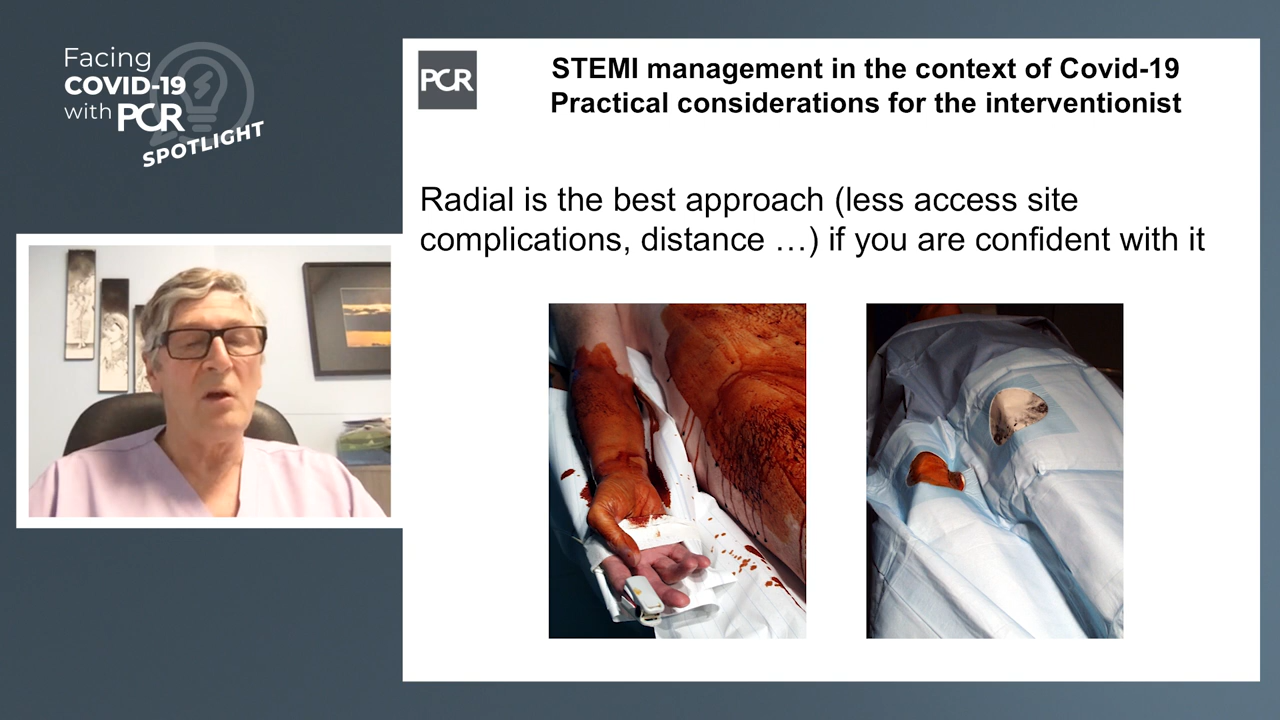 Facing
COVID-19
with PCR
SPOTLIGHT
PCR
STEMI management in the context of Covid-19
Practical considerations for the interventionist
Radial is the best approach (less access site
complications, distance …) if you are confident with it